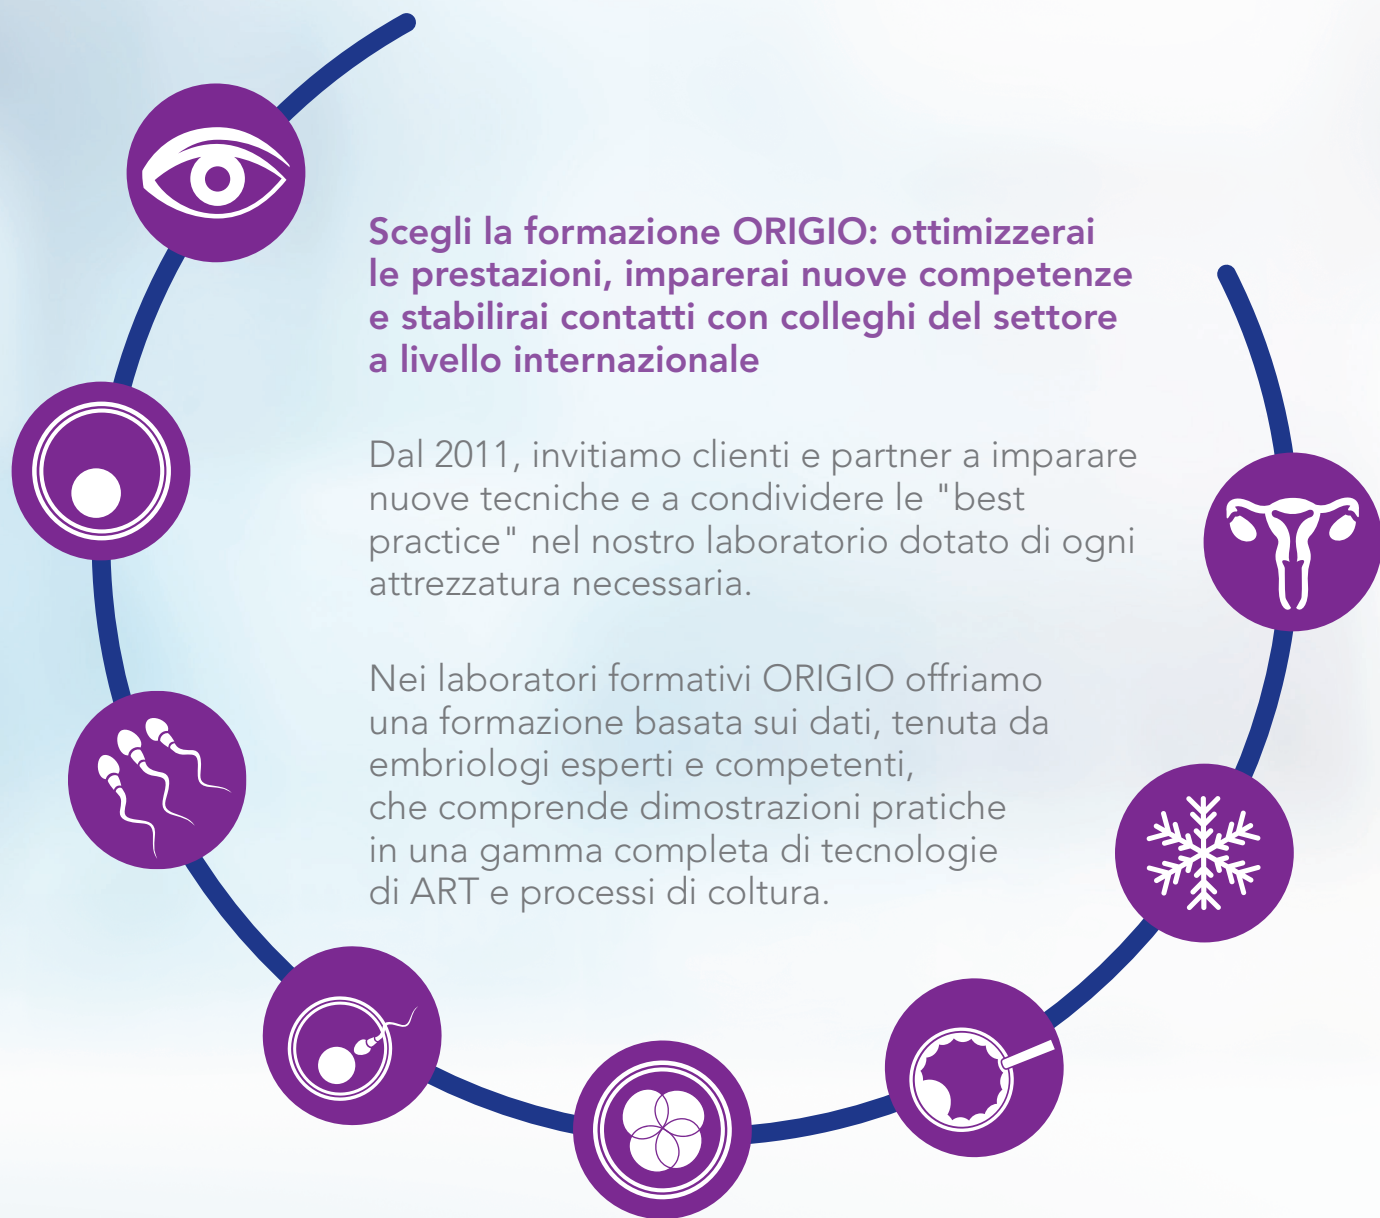 Scegli la formazione ORIGIO: ottimizzerai
le prestazioni, imparerai nuove competenze
e stabilirai contatti con colleghi del settore
a livello internazionale
Dal 2011, invitiamo clienti e partner a imparare
nuove tecniche e a condividere le "best
practice" nel nostro laboratorio dotato di ogni
attrezzatura necessaria.
Nei laboratori formativi ORIGIO offriamo
una formazione basata sui dati, tenuta da
embriologi esperti e competenti,
che comprende dimostrazioni pratiche
in una gamma completa di tecnologie
di ART e processi di coltura.